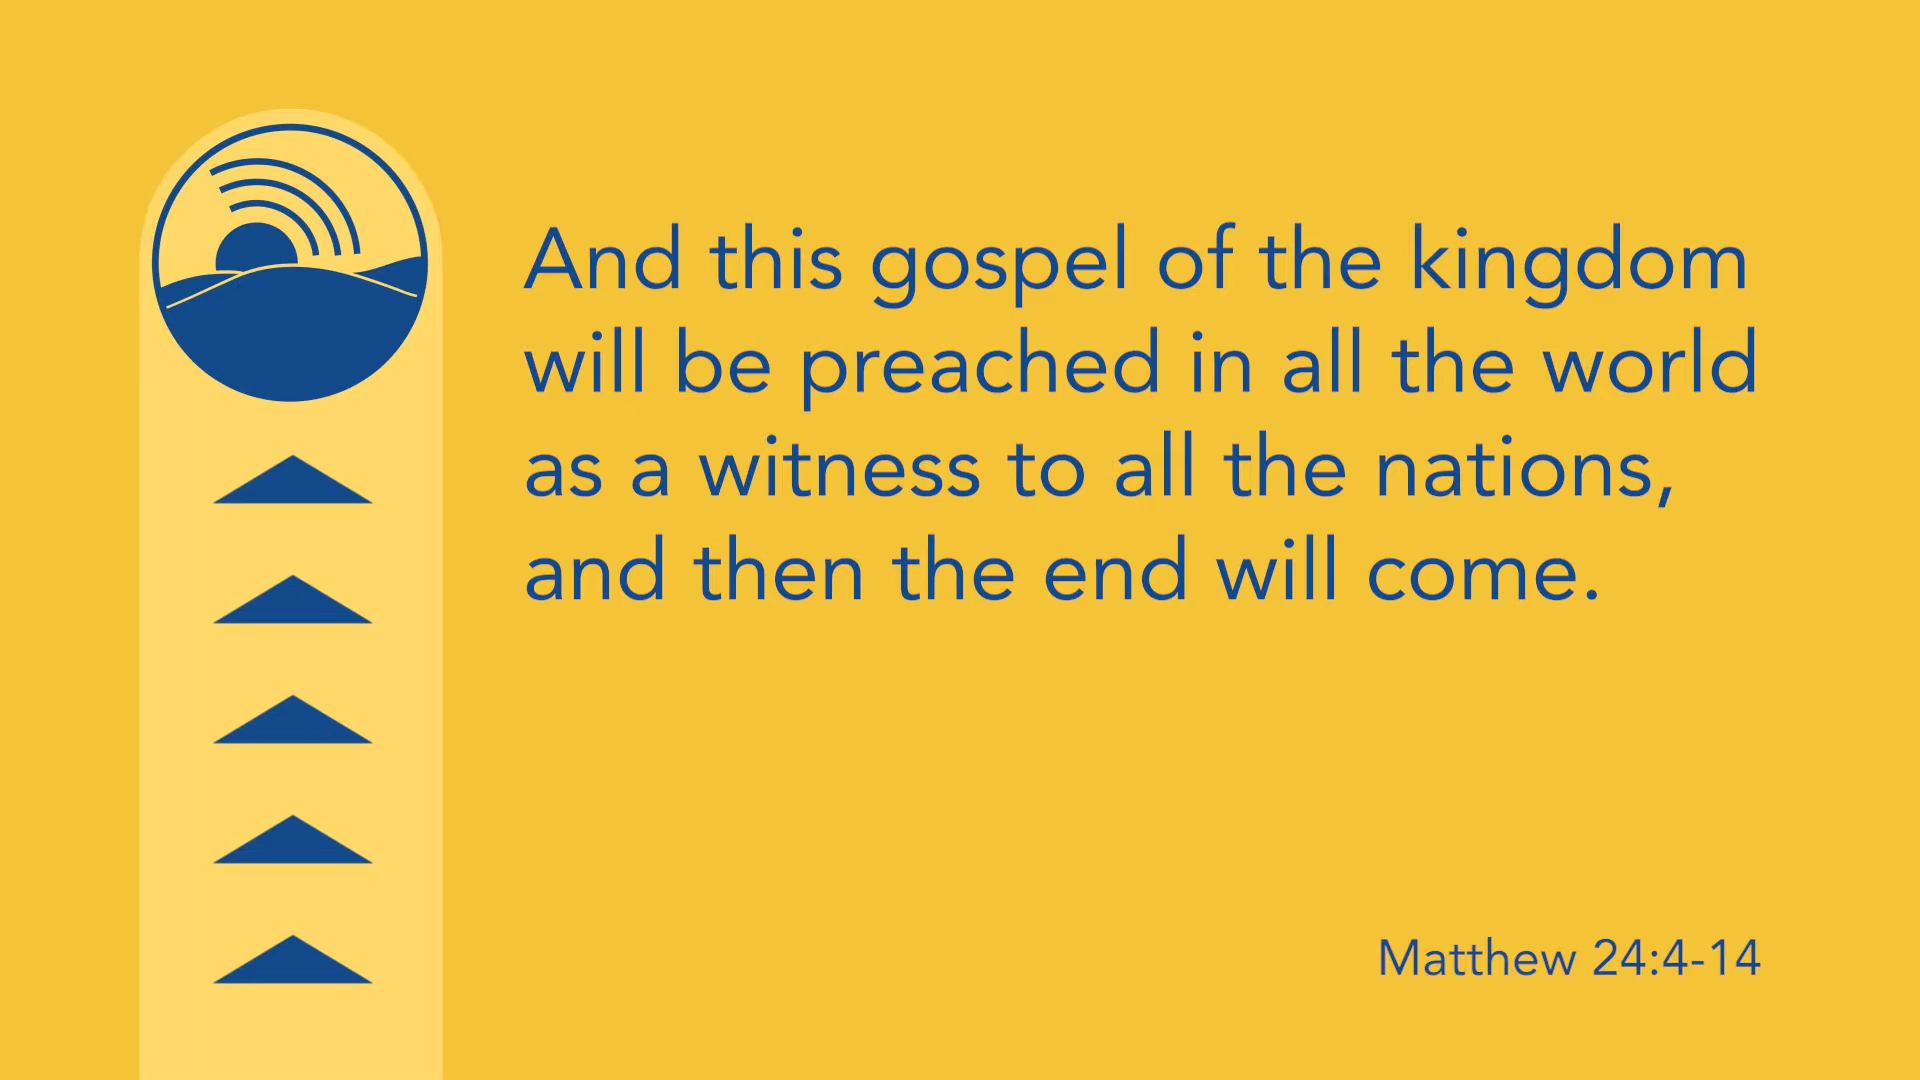 And this gospel of the kingdom
will be preached in all the world
as a witness to all the nations,
and then the end will come.
Matthew 24:4-14